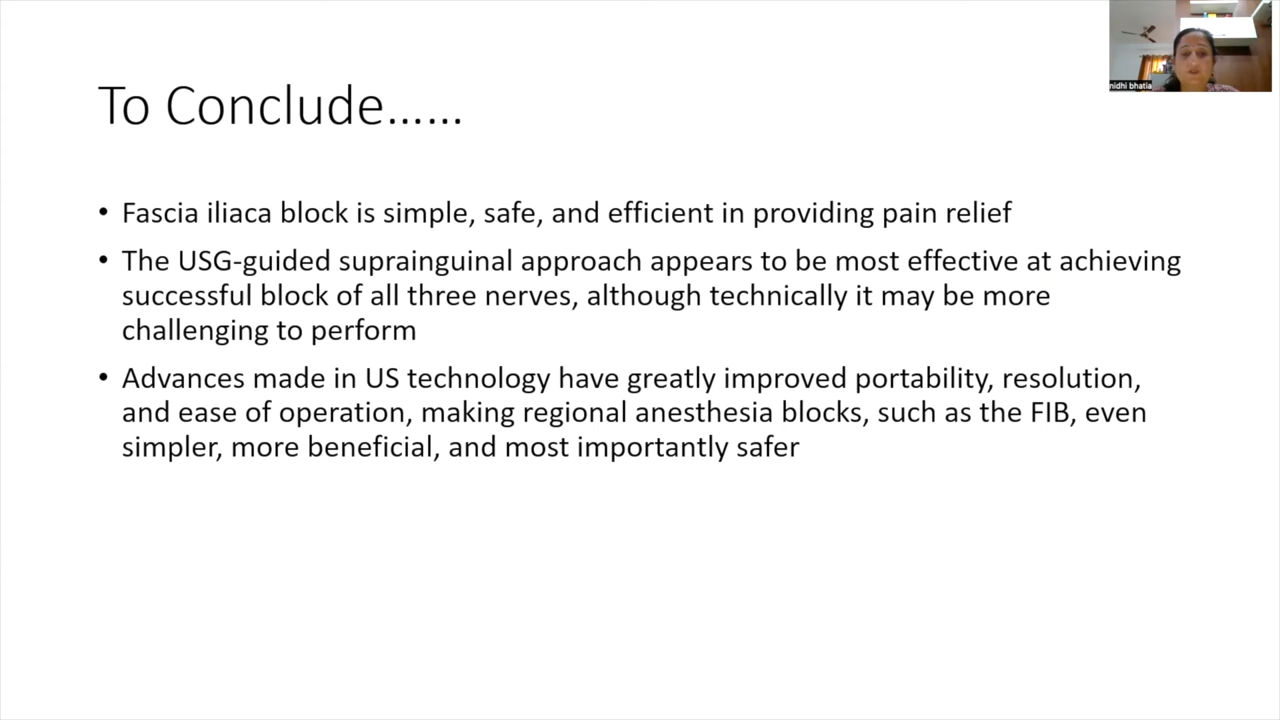 nidhi bhatia
To Conclude......
• Fascia iliaca block is simple, safe, and efficient in providing pain relief
• The USG-guided suprainguinal approach appears to be most effective at achieving
successful block of all three nerves, although technically it may be more
challenging to perform
• Advances made in US technology have greatly improved portability, resolution,
and ease of operation, making regional anesthesia blocks, such as the FIB, even
simpler, more beneficial, and most importantly safer